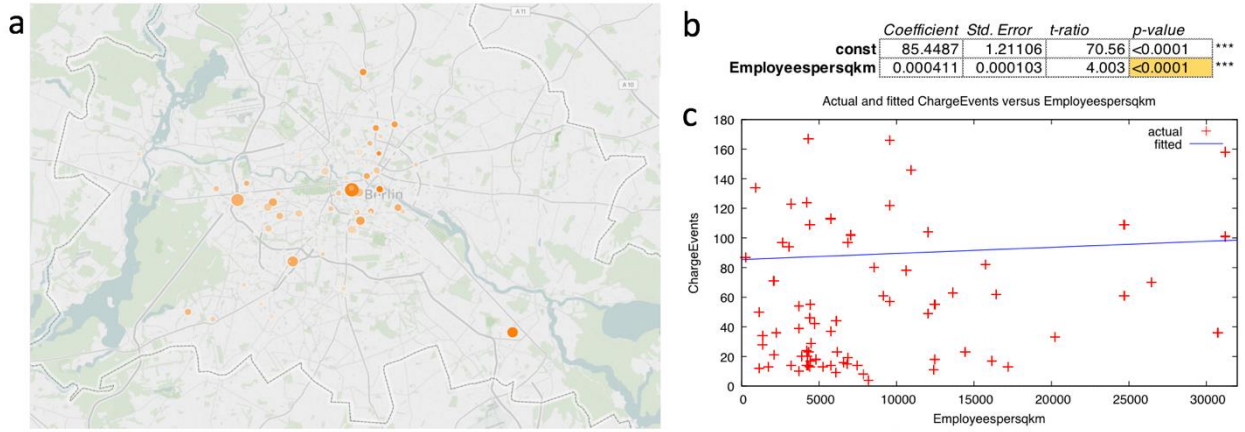 a
A 11
A 10
Berlin
b
Coefficient Std. Error t-ratio p-value
const 85.4487 1.21106 70.56 <0.0001 ***
Employeespersqkm 0.000411 0.000103 4.003 <0.0001 ***
c
Actual and fitted ChargeEvents versus Employeespersqkm
actual
fitted
180
160
140
120
100
80
60
40
20
0
ChargeEvents
0 5000 10000 15000 20000 25000 30000
Employeespersqkm